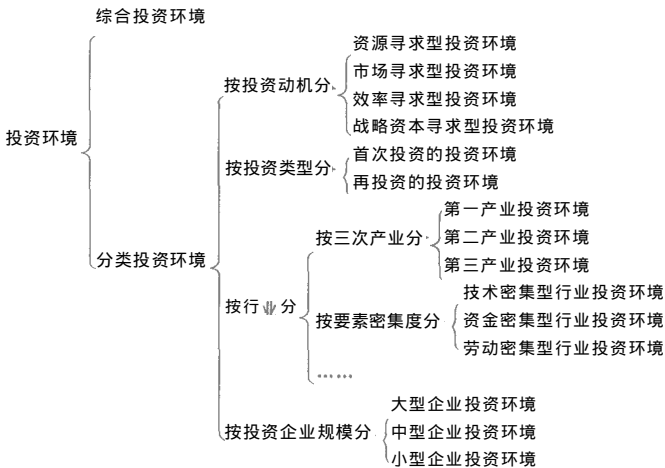 综合投资环境
资源寻求型投资环境
按投资动机分
市场寻求型投资环境
效率寻求型投资环境
战略资本寻求型投资环境
投资环境
首次投资的投资环境
按投资类型分
再投资的投资环境
第一产业投资环境
按三次产业分
第二产业投资环境
分类投资环境
第三产业投资环境
技术密集型行业投资环境
按行业分
按要素密集度分
资金密集型行业投资环境
劳动密集型行业投资环境
……
大型企业投资环境
按投资企业规模分
中型企业投资环境
小型企业投资环境